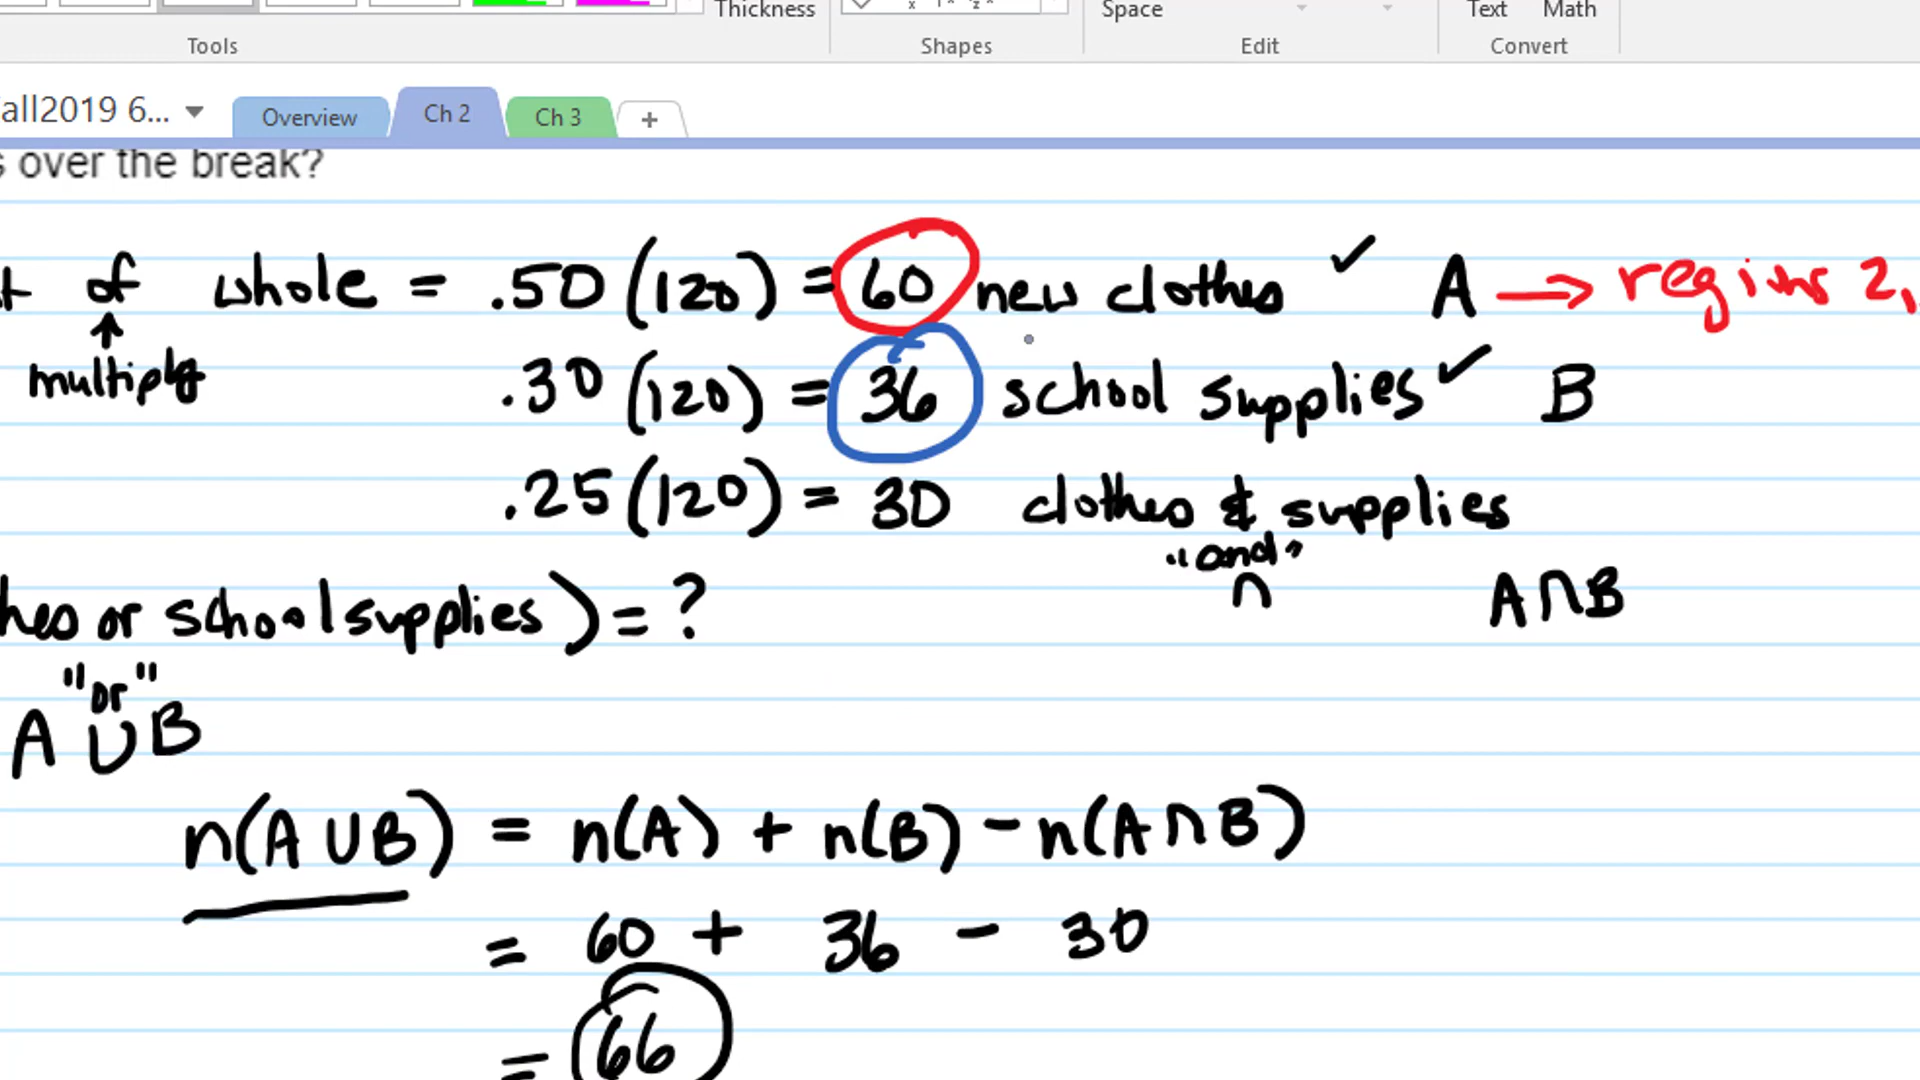 Thickness Space Text Math
Tools Shapes Edit Convert
all2019 6... Overview Ch 2 Ch 3 +
s over the break?
t of whole = .50 (120) = 60 new clothes ✓ A → regions 2,
↑
multiply .30 (120) = 36 school supplies ✓ B
.25 (120) = 30 clothes & supplies
"and"
hes or school supplies) = ? ∩ A∩B
"or"
A ∪ B
n(A ∪ B) = n(A) + n(B) - n(A ∩ B)
= 60 + 36 - 30
= 66